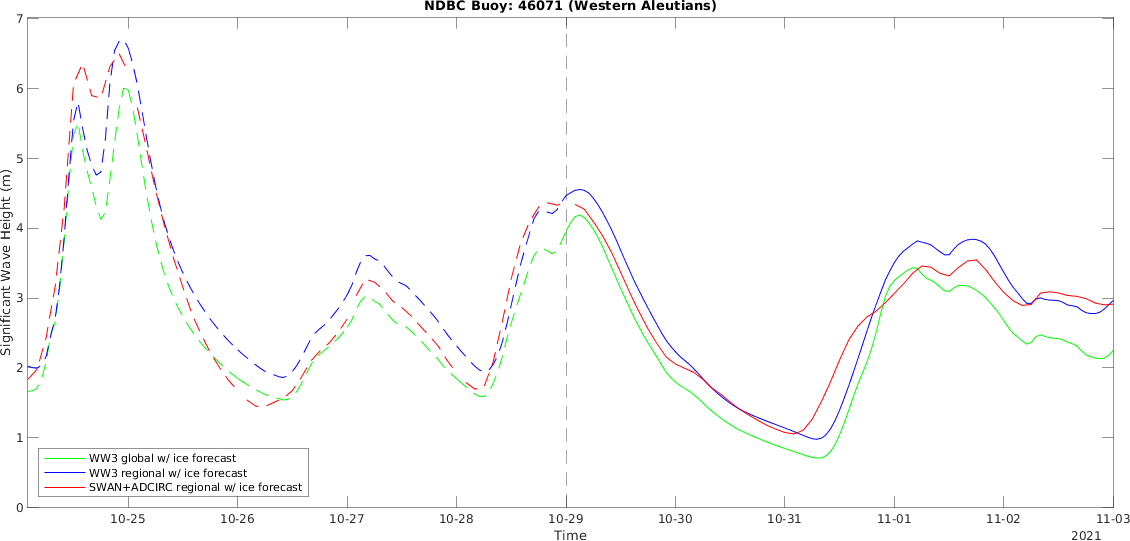 NDBC Buoy: 46071 (Western Aleutians)
7
6
5
4
3
2
1
0
Significant Wave Height (m)
WW3 global w/ ice forecast
WW3 regional w/ ice forecast
SWAN+ADCIRC regional w/ ice forecast
10-25 10-26 10-27 10-28 10-29 10-30 10-31 11-01 11-02 11-03
Time
2021